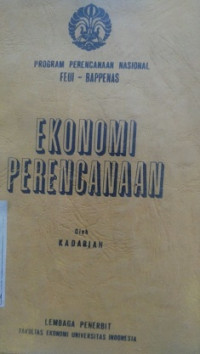 PROGRAM PERENCANAAN NASIONAL
FEUI - BAPPENAS
EKONOMI
PERENCANAAN
Oleh
KADARIAH
LEMBAGA PENERBIT
FAKULTAS EKONOMI UNIVERSITAS INDONESIA